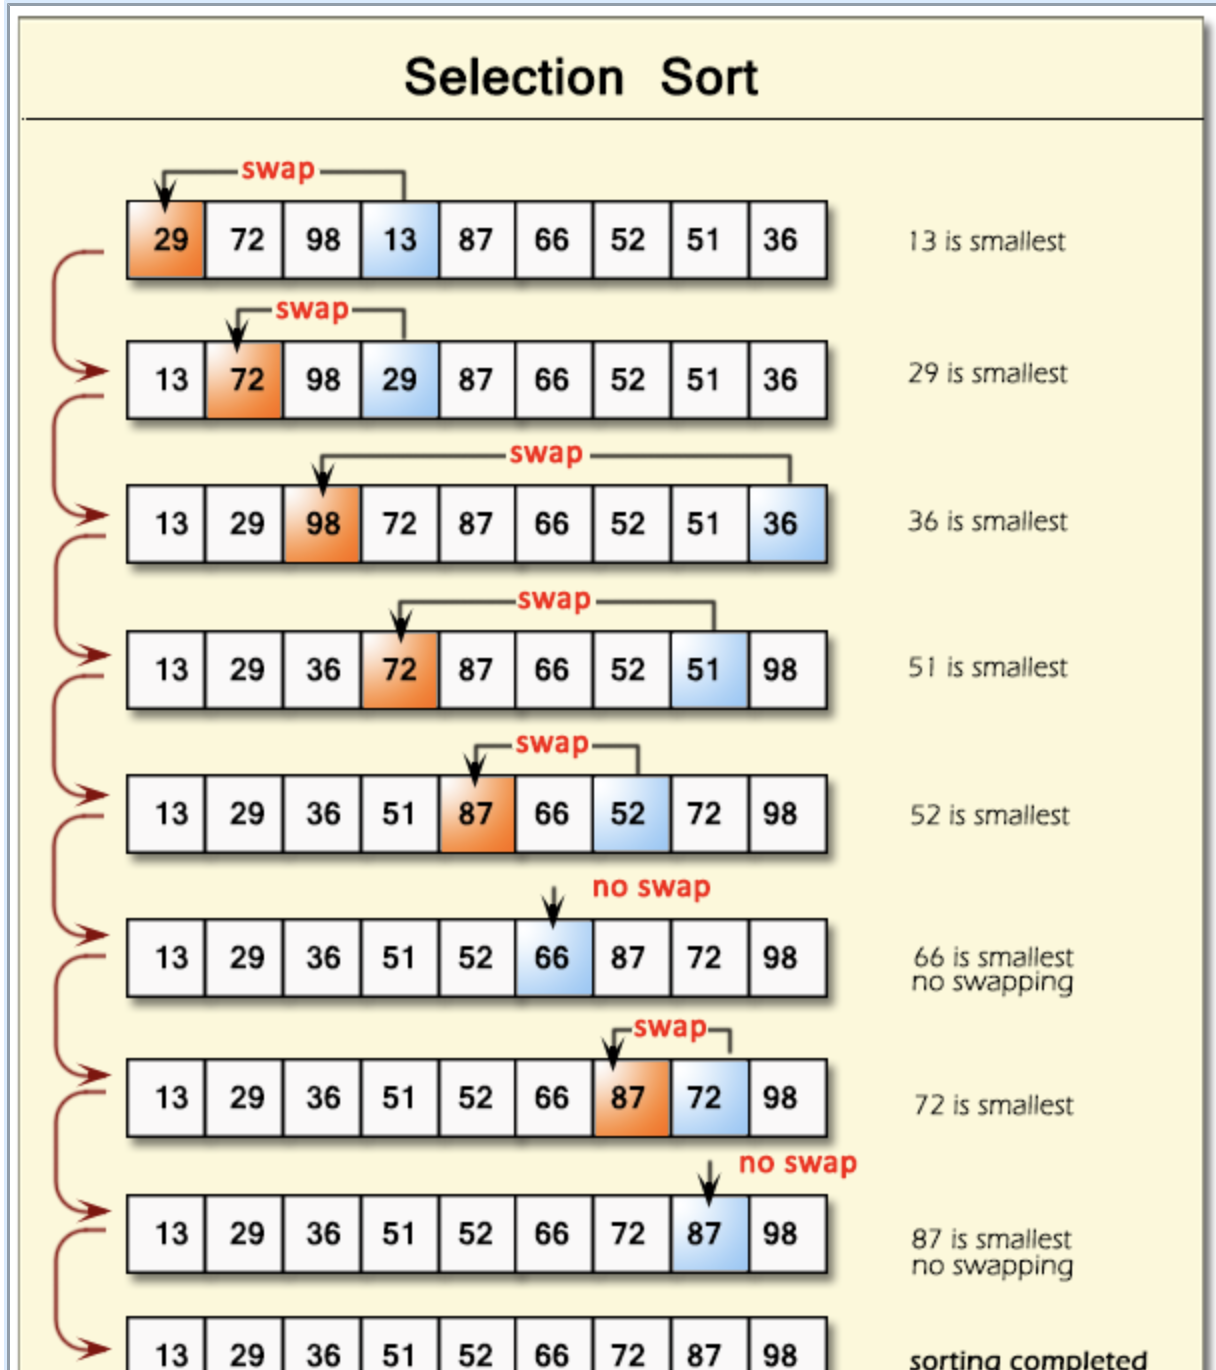 Selection Sort
swap
29 72 98 13 87 66 52 51 36
13 is smallest
swap
13 72 98 29 87 66 52 51 36
29 is smallest
swap
13 29 98 72 87 66 52 51 36
36 is smallest
swap
13 29 36 72 87 66 52 51 98
51 is smallest
swap
13 29 36 51 87 66 52 72 98
52 is smallest
no swap
13 29 36 51 52 66 87 72 98
66 is smallest
no swapping
swap
13 29 36 51 52 66 87 72 98
72 is smallest
no swap
13 29 36 51 52 66 72 87 98
87 is smallest
no swapping
13 29 36 51 52 66 72 87 98
sorting completed